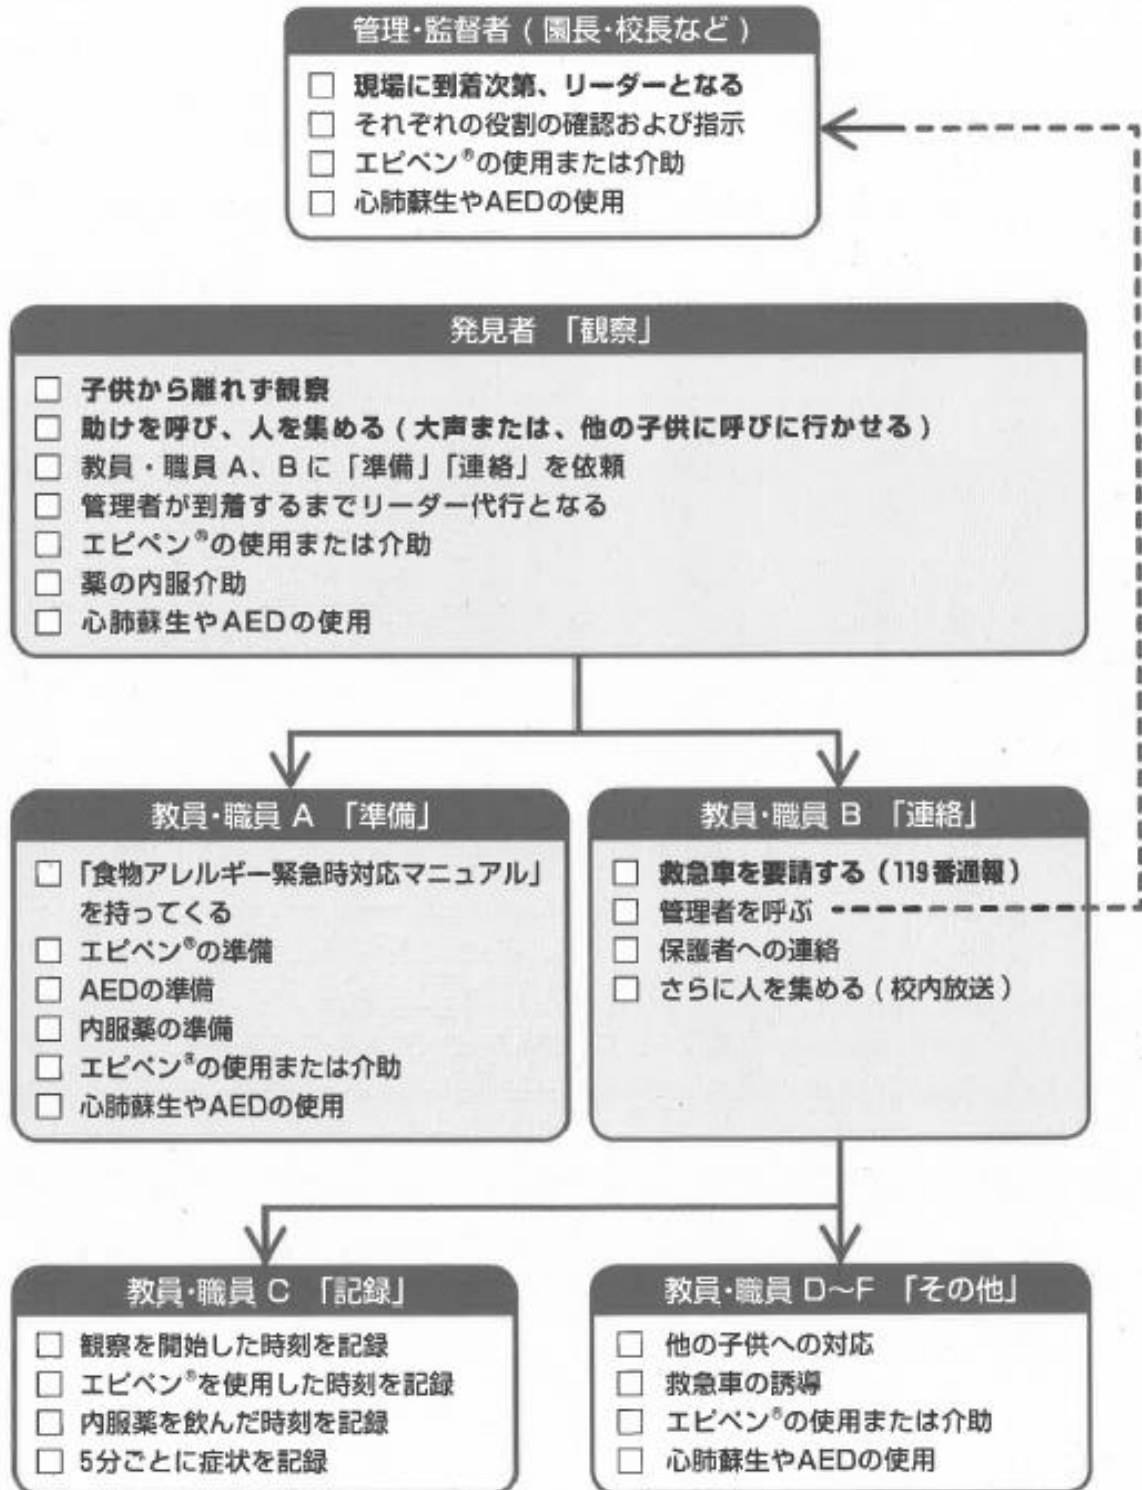 管理・監督者 ( 園長・校長など )
□ 現場に到着次第、リーダーとなる
□ それぞれの役割の確認および指示
□ エピペン®の使用または介助
□ 心肺蘇生やAEDの使用
発見者 「観察」
□ 子供から離れず観察
□ 助けを呼び、人を集める ( 大声または、他の子供に呼びに行かせる )
□ 教員・職員 A、B に「準備」「連絡」を依頼
□ 管理者が到着するまでリーダー代行となる
□ エピペン®の使用または介助
□ 薬の内服介助
□ 心肺蘇生やAEDの使用
教員・職員 A 「準備」
□ 「食物アレルギー緊急時対応マニュアル」
を持ってくる
□ エピペン®の準備
□ AEDの準備
□ 内服薬の準備
□ エピペン®の使用または介助
□ 心肺蘇生やAEDの使用
教員・職員 B 「連絡」
□ 救急車を要請する ( 119番通報 )
□ 管理者を呼ぶ
□ 保護者への連絡
□ さらに人を集める ( 校内放送 )
教員・職員 C 「記録」
□ 観察を開始した時刻を記録
□ エピペン®を使用した時刻を記録
□ 内服薬を飲んだ時刻を記録
□ 5分ごとに症状を記録
教員・職員 D〜F 「その他」
□ 他の子供への対応
□ 救急車の誘導
□ エピペン®の使用または介助
□ 心肺蘇生やAEDの使用